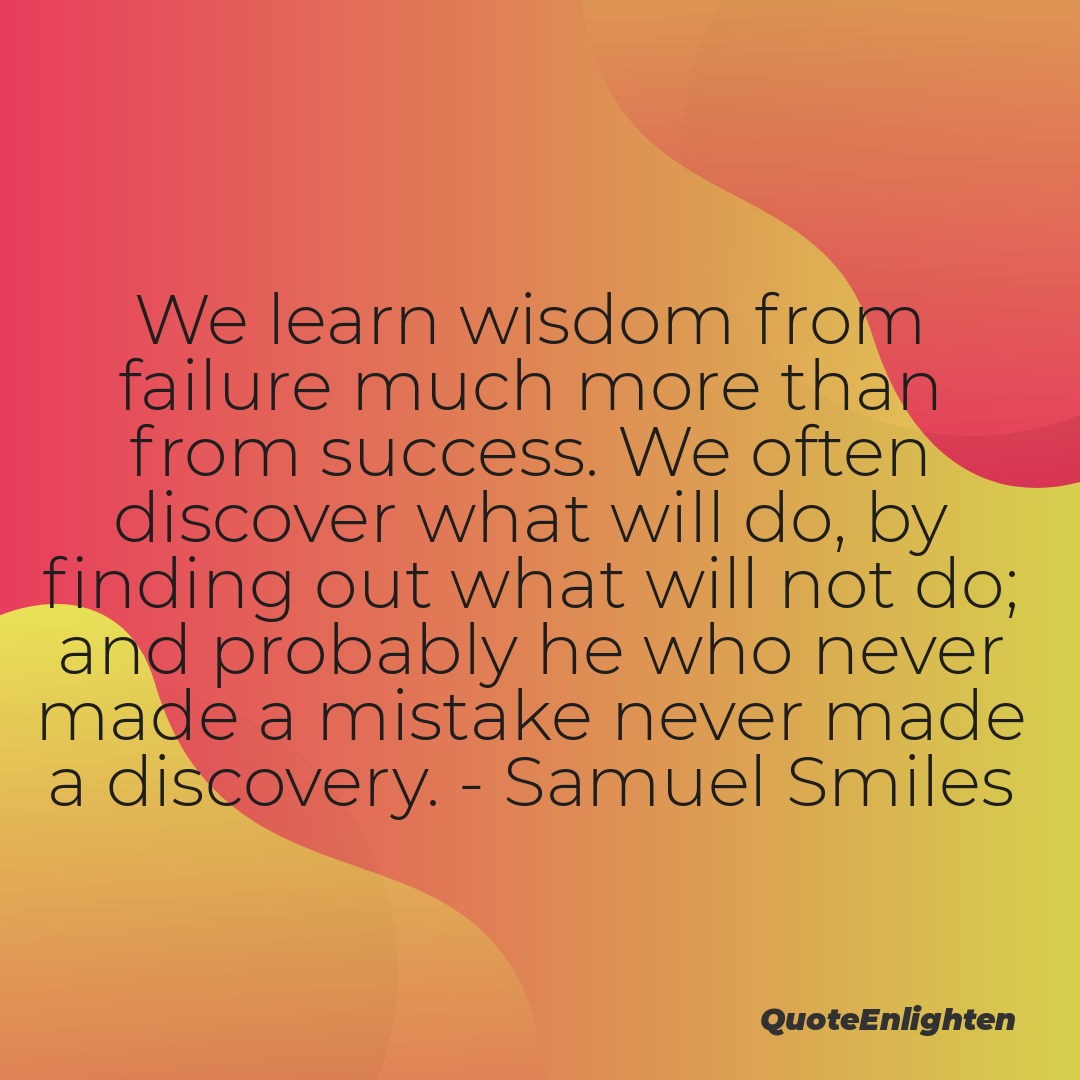 We learn wisdom from
failure much more than
from success. We often
discover what will do, by
finding out what will not do;
and probably he who never
made a mistake never made
a discovery. - Samuel Smiles
QuoteEnlighten